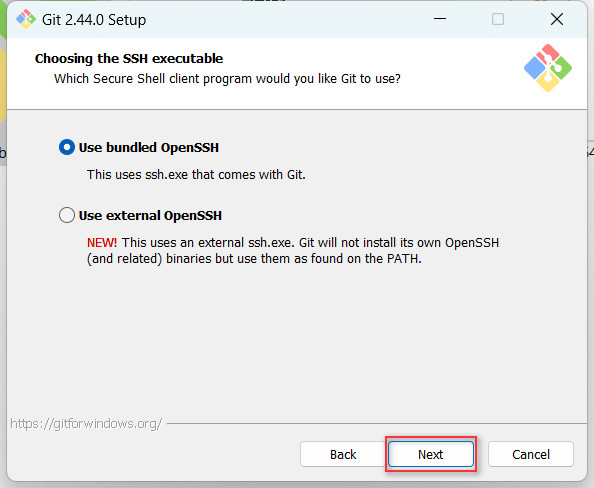 Git 2.44.0 Setup
Choosing the SSH executable
Which Secure Shell client program would you like Git to use?
Use bundled OpenSSH
This uses ssh.exe that comes with Git.
Use external OpenSSH
NEW! This uses an external ssh.exe. Git will not install its own OpenSSH
(and related) binaries but use them as found on the PATH.
https://gitforwindows.org/
Back
Next
Cancel